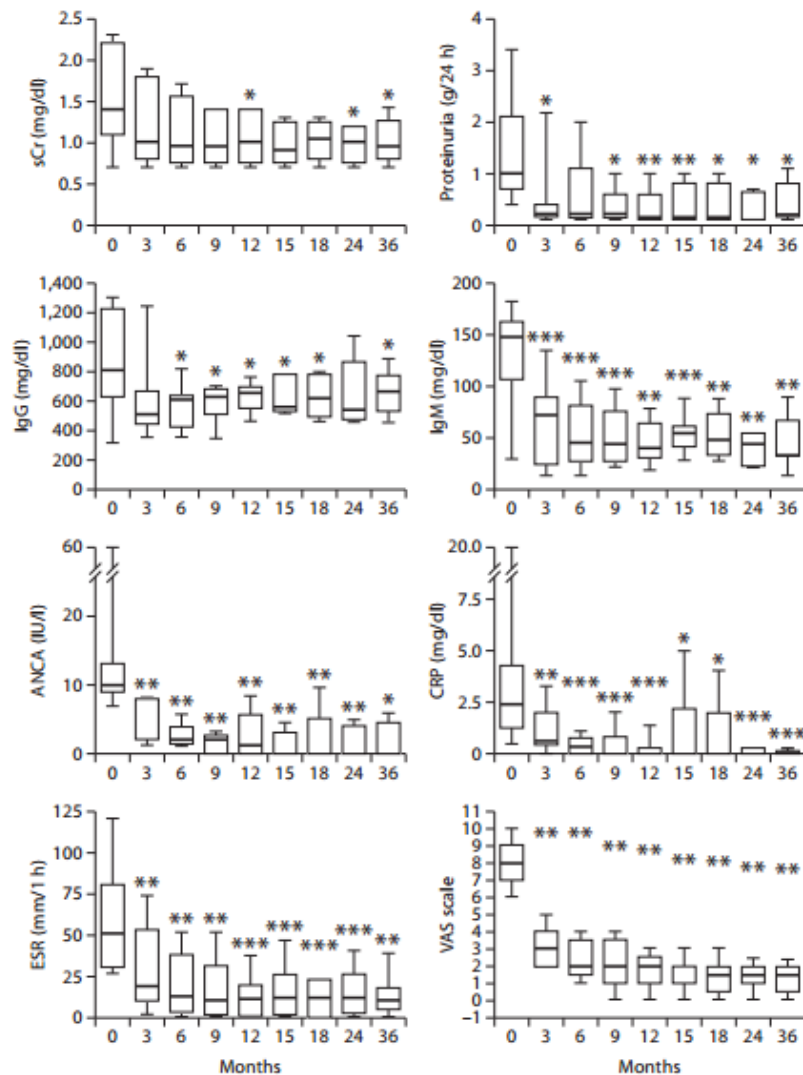 sCr (mg/dl)
2.5
2.0
1.5
1.0
0.5
0
* * *
0 3 6 9 12 15 18 24 36
Proteinuria (g/24 h)
4
3
2
1
0
* * ** ** * * *
0 3 6 9 12 15 18 24 36
IgG (mg/dl)
1,400
1,200
1,000
800
600
400
200
0
* * * * * *
0 3 6 9 12 15 18 24 36
IgM (mg/dl)
200
150
100
50
0
*** *** *** ** *** ** ** **
0 3 6 9 12 15 18 24 36
ANCA (IU/l)
60
20
10
0
** ** ** ** ** ** ** *
0 3 6 9 12 15 18 24 36
CRP (mg/dl)
20.0
7.5
5.0
2.5
0
** *** *** *** * * *** ***
0 3 6 9 12 15 18 24 36
ESR (mm/1 h)
125
100
75
50
25
0
** ** ** *** *** *** *** **
0 3 6 9 12 15 18 24 36
Months
VAS scale
11
10
9
8
7
6
5
4
3
2
1
0
–1
** ** ** ** ** ** ** **
0 3 6 9 12 15 18 24 36
Months